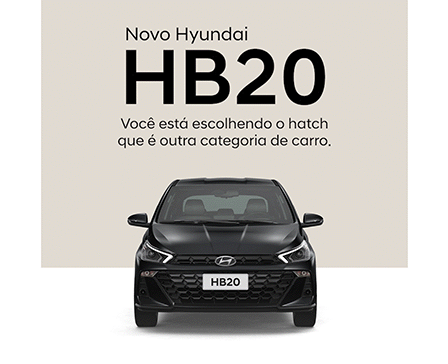 Novo Hyundai
HB20
Você está escolhendo o hatch
que é outra categoria de carro.
HB20